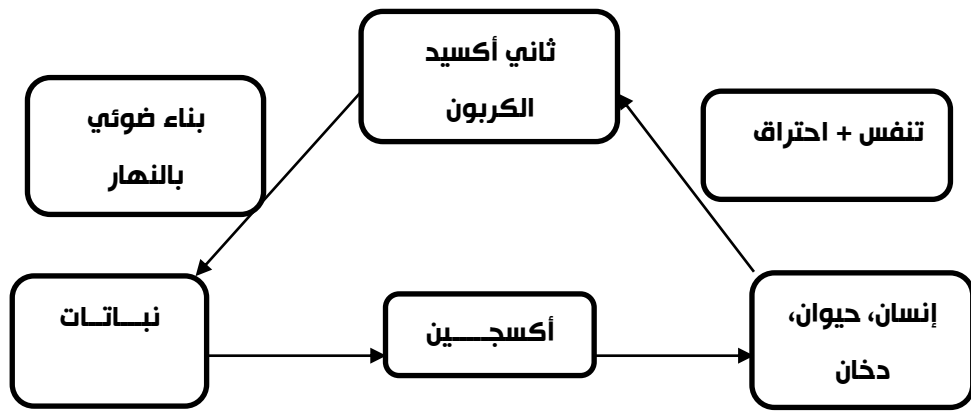 ثاني أكسيد
الكربون
تنفس + احتراق
بناء ضوئي
بالنهار
إنسان، حيوان،
دخان
أكسجـــــين
نبـــاتـــات